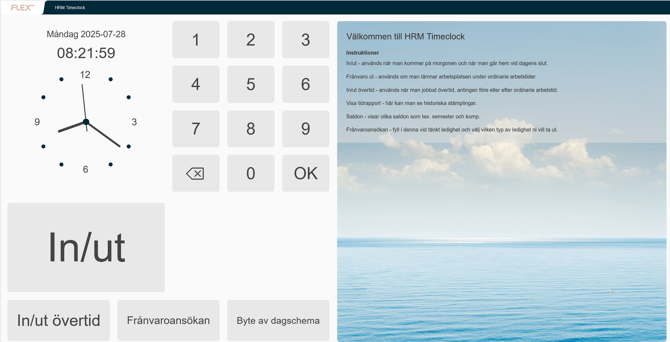 FLEX HRM Timeclock
Måndag 2025-07-28
08:21:59
12
9 3
6
1 2 3
4 5 6
7 8 9
0 OK
In/ut
In/ut övertid Frånvaroansökan Byte av dagschema
Välkommen till HRM Timeclock
Instruktioner
In/ut - används när man kommer på morgonen och när man går hem vid dagens slut.
Frånvaro ut - används om man lämnar arbetsplatsen under ordinarie arbetstider.
In/ut övertid - används när man jobbat övertid, antingen före eller efter ordinarie arbetstid.
Visa tidrapport - här kan man se historiska stämplingar.
Saldon - visar olika saldon som tex. semester och komp.
Frånvaroansökan - fyll i denna vid tänkt ledighet och välj vilken typ av ledighet ni vill ta ut.